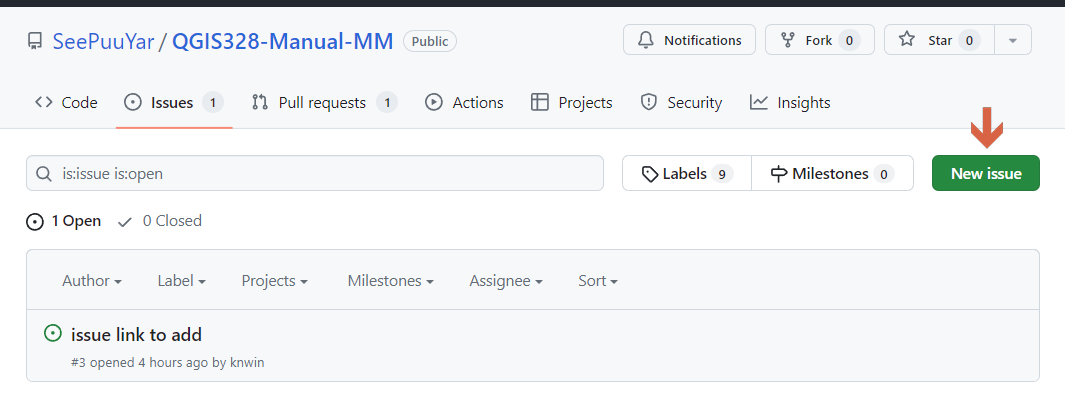 SeePuuYar / QGIS328-Manual-MM Public Notifications Fork 0 Star 0
Code Issues 1 Pull requests 1 Actions Projects Security Insights
is:issue is:open Labels 9 Milestones 0 New issue
1 Open 0 Closed
Author Label Projects Milestones Assignee Sort
issue link to add
#3 opened 4 hours ago by knwin